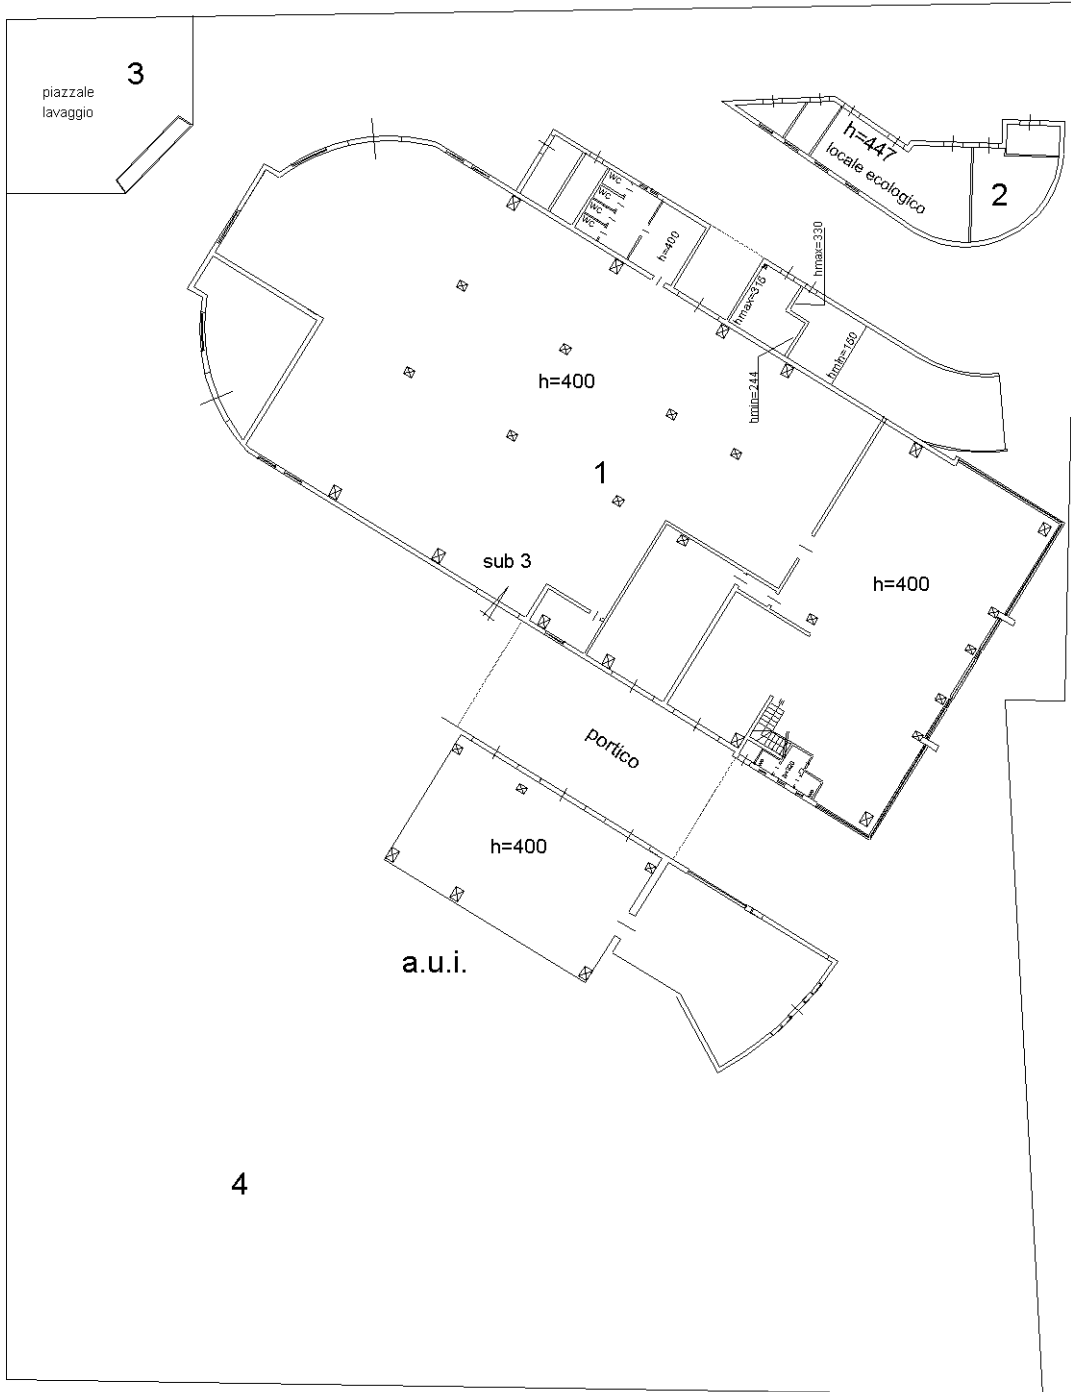 3
piazzale
lavaggio
h=447
locale ecologico
2
WC
WC
WC
WC
h=400
hmax=330
hmax=316
hmin=160
hmin=244
h=400
1
sub 3
h=400
portico
h=400
a.u.i.
4